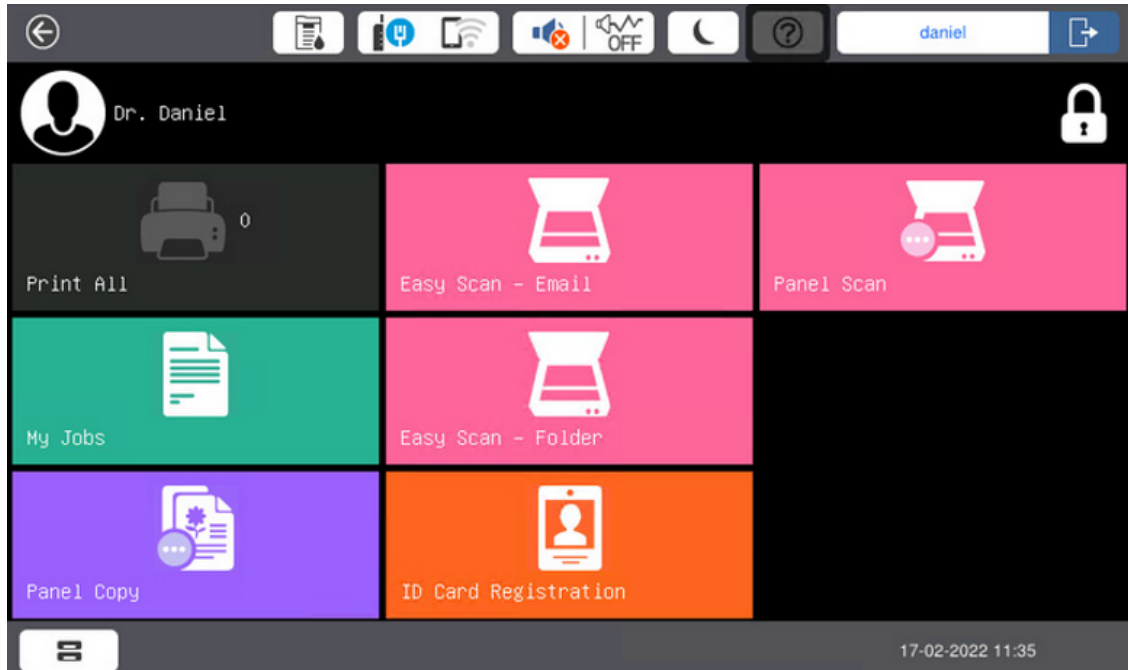 OFF
daniel
Dr. Daniel
0
Print All
Easy Scan - Email
Panel Scan
My Jobs
Easy Scan - Folder
Panel Copy
ID Card Registration
17-02-2022 11:35